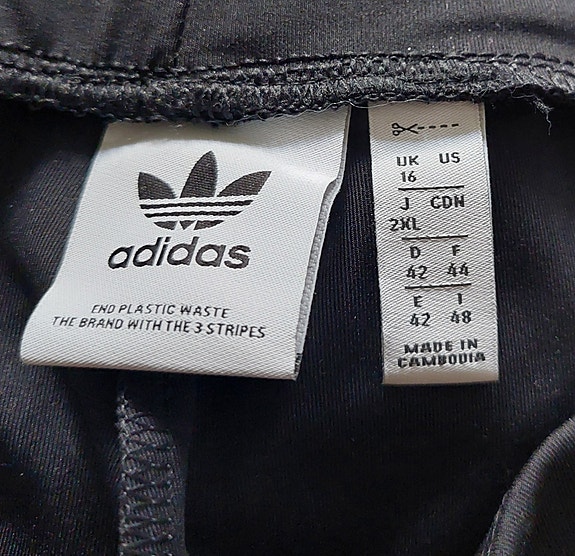 adidas
END PLASTIC WASTE
THE BRAND WITH THE 3 STRIPES
UK US
16
J CDN
2XL
D F
42 44
E I
42 48
MADE IN
CAMBODIA